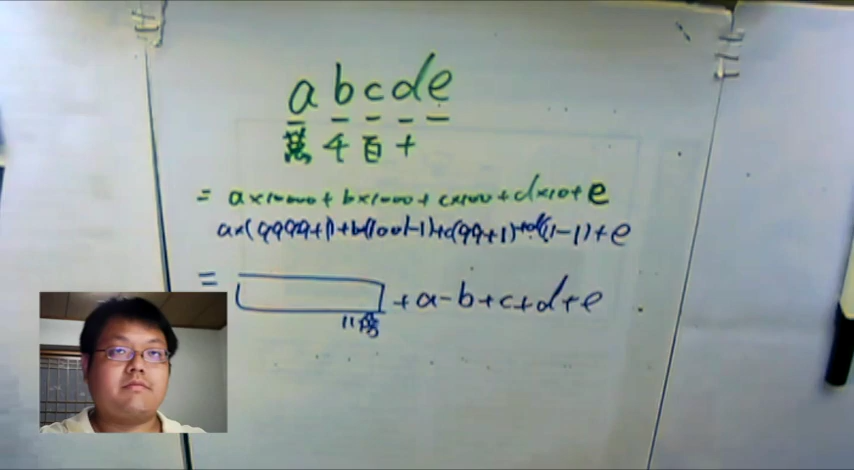 abcde
萬千百十
= a×10000+b×1000+c×100+d×10+e
a×(9999+1)+b(1001-1)+c(99+1)+d(11-1)+e
= +a-b+c+d+e
11倍